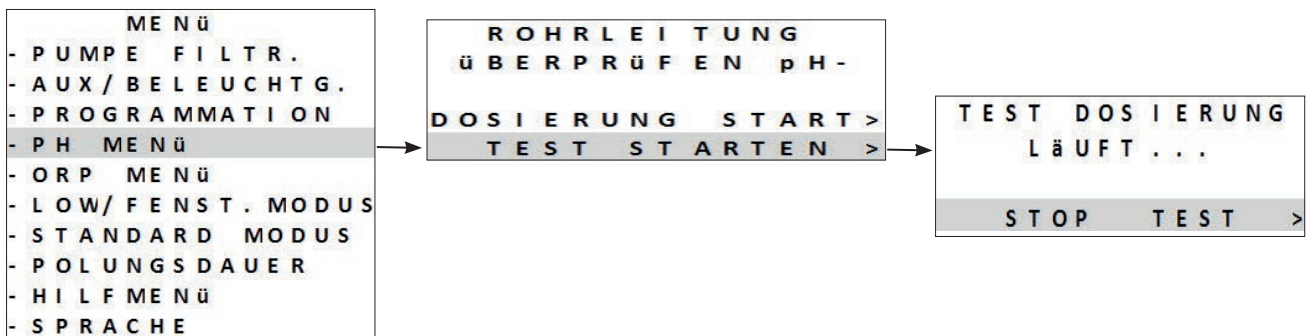 MENü
- PUMPE FILTR.
- AUX/BELEUCHTG.
- PROGRAMMATION
- PH MENü
- ORP MENü
- LOW/FENST.MODUS
- STANDARD MODUS
- POLUNGSDAUER
- HILFMENü
- SPRACHE
ROHRLEITUNG
üBERPRüFEN pH-
DOSIERUNG START>
TEST STARTEN >
TEST DOSIERUNG
LäUFT...
STOP TEST >